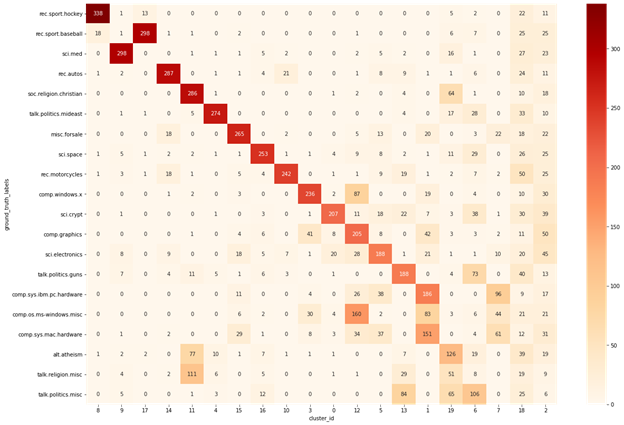 rec.sport.hockey 338 1 13 0 0 0 0 0 0 0 0 0 0 0 0 5 2 0 22 11
rec.sport.baseball 18 1 298 1 1 1 2 0 0 0 0 1 0 0 0 6 7 0 25 25
sci.med 0 298 0 0 1 1 1 5 2 0 0 2 5 2 0 16 1 0 27 23
rec.autos 1 2 0 287 0 1 1 4 21 0 0 1 8 9 1 1 6 0 24 11
soc.religion.christian 0 0 0 0 286 0 0 0 0 1 0 2 0 4 0 64 1 0 10 18
talk.politics.mideast 0 1 1 0 5 274 0 0 0 0 0 0 0 4 0 17 28 0 33 10
misc.forsale 0 0 0 18 0 0 265 0 2 0 0 5 13 0 20 0 3 22 18 22
sci.space 1 5 1 2 2 1 1 253 1 1 4 9 8 2 1 11 29 0 26 25
rec.motorcycles 1 3 1 18 1 0 5 4 242 0 0 1 9 19 1 2 7 2 50 25
comp.windows.x 0 3 0 0 1 2 0 3 0 236 2 87 0 0 19 0 4 0 10 30
sci.crypt 0 1 0 0 1 0 1 3 0 1 207 11 18 22 7 3 38 1 30 39
comp.graphics 0 1 0 0 1 0 4 6 0 41 8 205 8 0 42 3 3 2 11 50
sci.electronics 0 8 0 9 0 0 18 5 7 1 20 28 188 1 21 1 1 10 20 45
talk.politics.guns 0 7 0 4 11 5 1 6 3 0 1 0 0 188 0 4 73 0 40 13
comp.sys.ibm.pc.hardware 0 0 0 0 0 0 11 0 0 4 0 26 38 0 186 0 0 96 9 17
comp.os.ms-windows.misc 0 0 0 0 0 0 6 2 0 30 4 160 2 0 83 3 6 44 21 21
comp.sys.mac.hardware 0 1 0 2 0 0 29 1 0 8 3 34 37 0 151 0 4 61 12 31
alt.atheism 1 2 2 0 77 10 1 7 1 1 0 0 0 7 0 126 19 0 39 19
talk.religion.misc 0 4 0 2 111 6 0 5 0 0 0 1 0 29 0 51 8 0 19 9
talk.politics.misc 0 5 0 0 1 3 0 12 0 0 0 0 0 84 0 65 106 0 25 6
8 9 17 14 11 4 15 16 10 3 0 12 5 13 1 19 6 7 18 2
cluster_id
ground_truth_labels
300
250
200
150
100
50
0